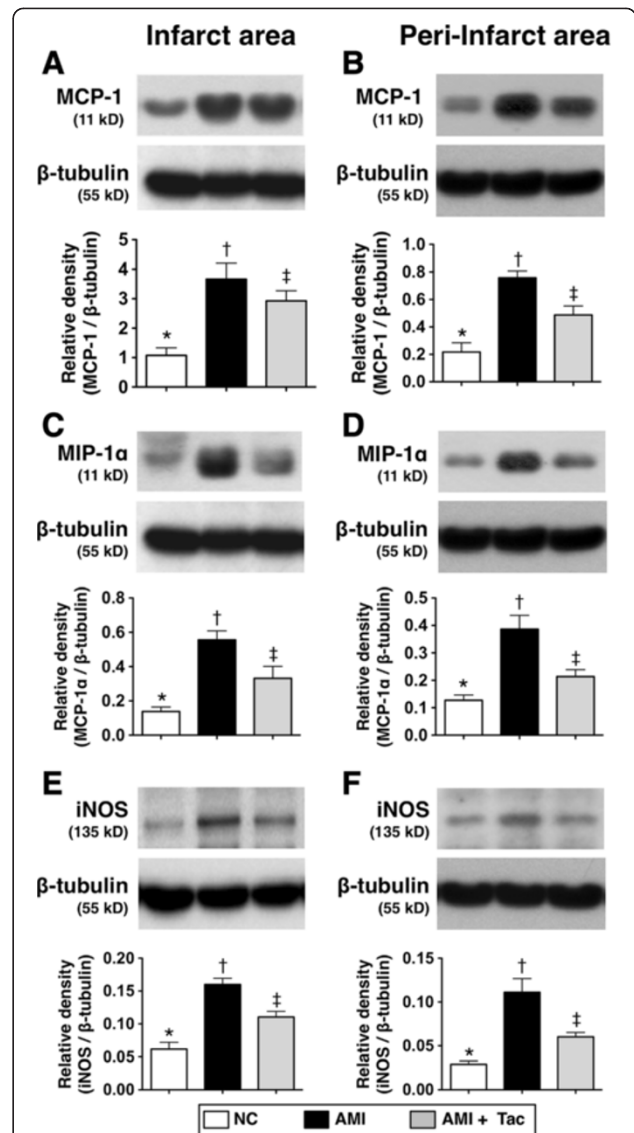 Infarct area
Peri-Infarct area
A
MCP-1
(11 kD)
β-tubulin
(55 kD)
Relative density
(MCP-1 / β-tubulin)
5
4
3
2
1
0
*
†
‡
B
MCP-1
(11 kD)
β-tubulin
(55 kD)
Relative density
(MCP-1 / β-tubulin)
1.0
0.8
0.6
0.4
0.2
0.0
*
†
‡
C
MIP-1α
(11 kD)
β-tubulin
(55 kD)
Relative density
(MCP-1α / β-tubulin)
0.8
0.6
0.4
0.2
0.0
*
†
‡
D
MIP-1α
(11 kD)
β-tubulin
(55 kD)
Relative density
(MCP-1α / β-tubulin)
0.5
0.4
0.3
0.2
0.1
0.0
*
†
‡
E
iNOS
(135 kD)
β-tubulin
(55 kD)
Relative density
(iNOS / β-tubulin)
0.20
0.15
0.10
0.05
0.00
*
†
‡
F
iNOS
(135 kD)
β-tubulin
(55 kD)
Relative density
(iNOS / β-tubulin)
0.15
0.10
0.05
0.00
*
†
‡
NC AMI AMI + Tac